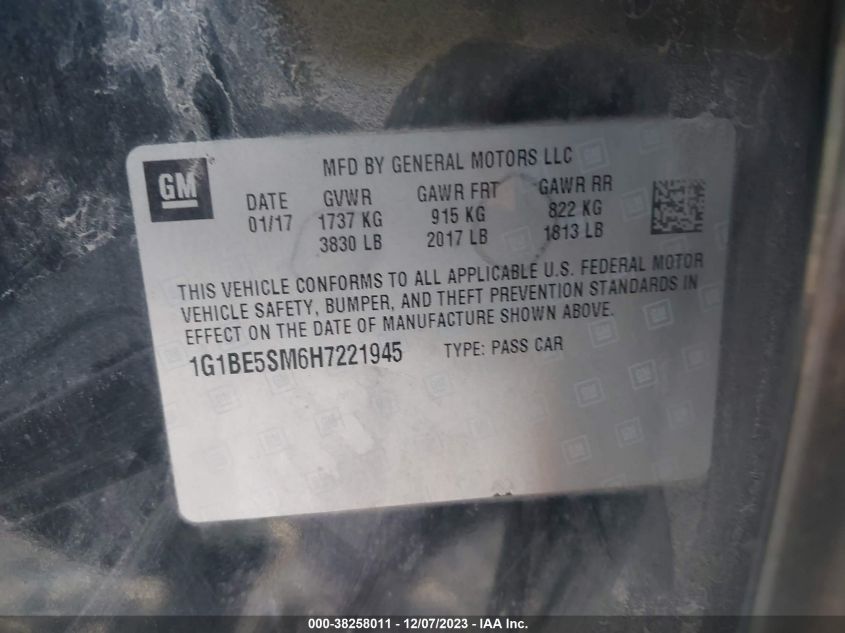 GM
MFD BY GENERAL MOTORS LLC
DATE GVWR GAWR FRT GAWR RR
01/17 1737 KG 915 KG 822 KG
3830 LB 2017 LB 1813 LB
THIS VEHICLE CONFORMS TO ALL APPLICABLE U.S. FEDERAL MOTOR
VEHICLE SAFETY, BUMPER, AND THEFT PREVENTION STANDARDS IN
EFFECT ON THE DATE OF MANUFACTURE SHOWN ABOVE.
1G1BE5SM6H7221945 TYPE: PASS CAR
000-38258011 - 12/07/2023 - IAA Inc.